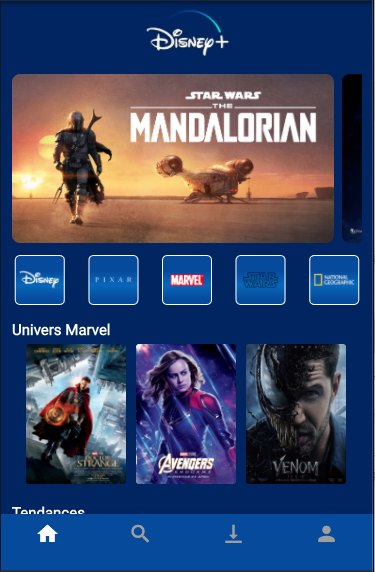 Disney+
STAR WARS
THE
MANDALORIAN
Disney
PIXAR
MARVEL
STAR WARS
NATIONAL GEOGRAPHIC
Univers Marvel
DOCTOR STRANGE
AVENGERS
ENDGAME
VENOM
Tendances